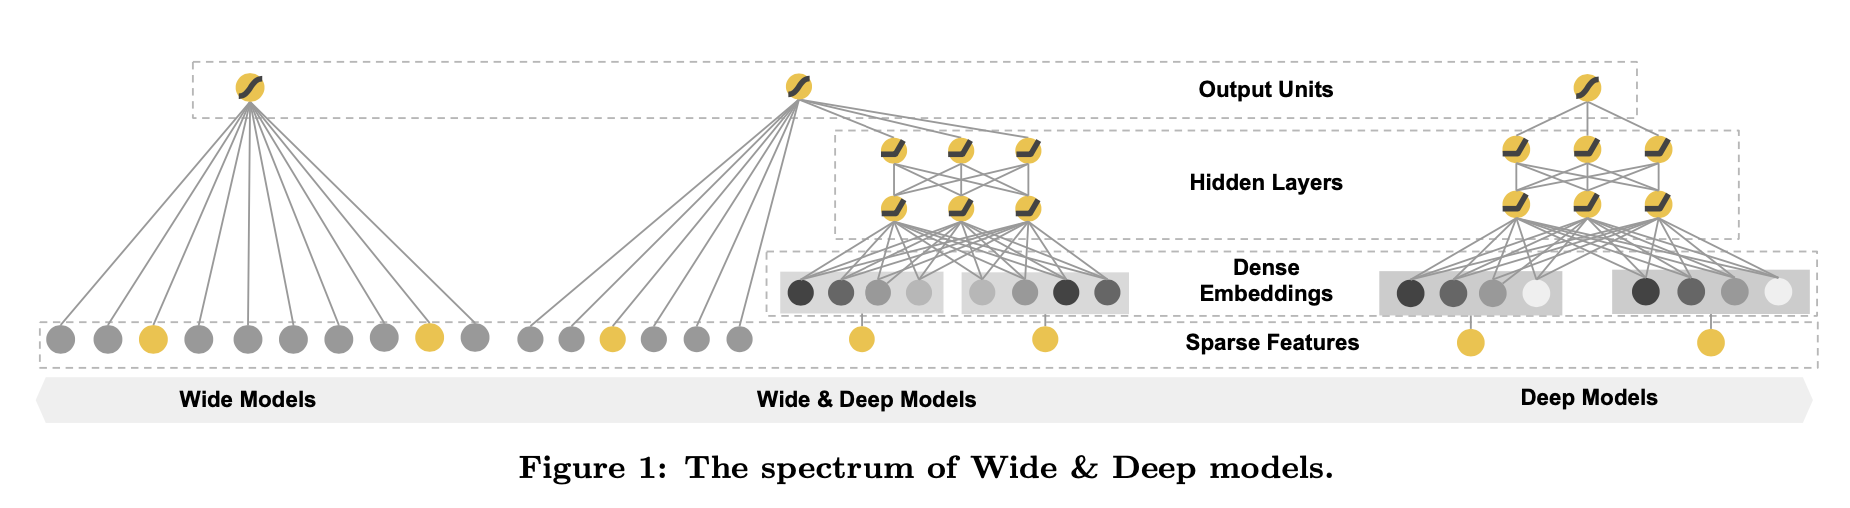 Output Units
Hidden Layers
Dense
Embeddings
Sparse Features
Wide Models
Wide & Deep Models
Deep Models
Figure 1: The spectrum of Wide & Deep models.